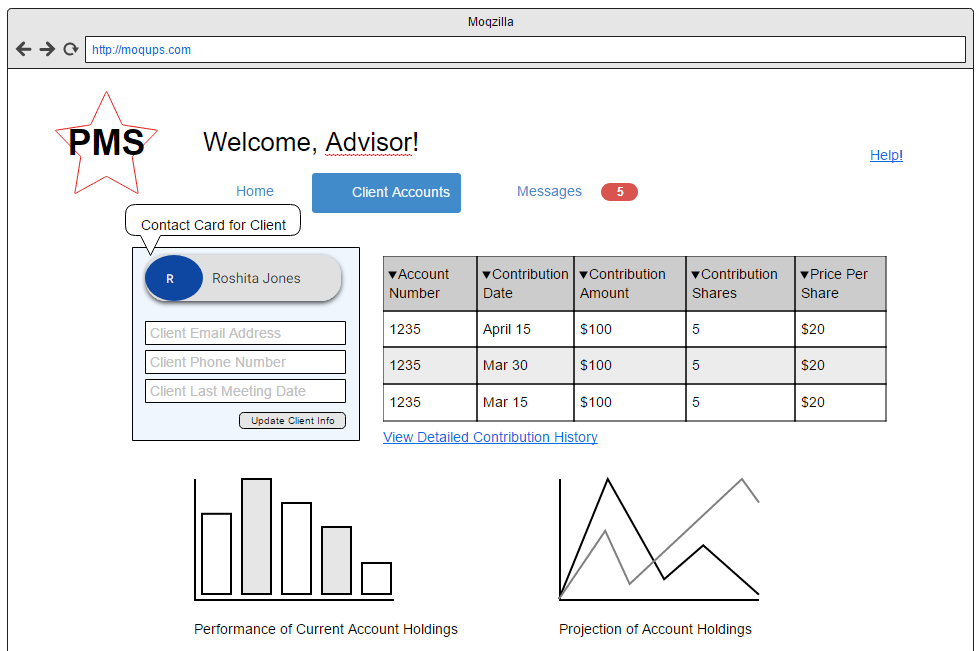 Moqzilla
http://moqups.com
PMS
Welcome, Advisor!
Help!
Home
Client Accounts
Messages
5
Contact Card for Client
R
Roshita Jones
Client Email Address
Client Phone Number
Client Last Meeting Date
Update Client Info
▼Account Number ▼Contribution Date ▼Contribution Amount ▼Contribution Shares ▼Price Per Share
1235 April 15 $100 5 $20
1235 Mar 30 $100 5 $20
1235 Mar 15 $100 5 $20
View Detailed Contribution History
Performance of Current Account Holdings
Projection of Account Holdings